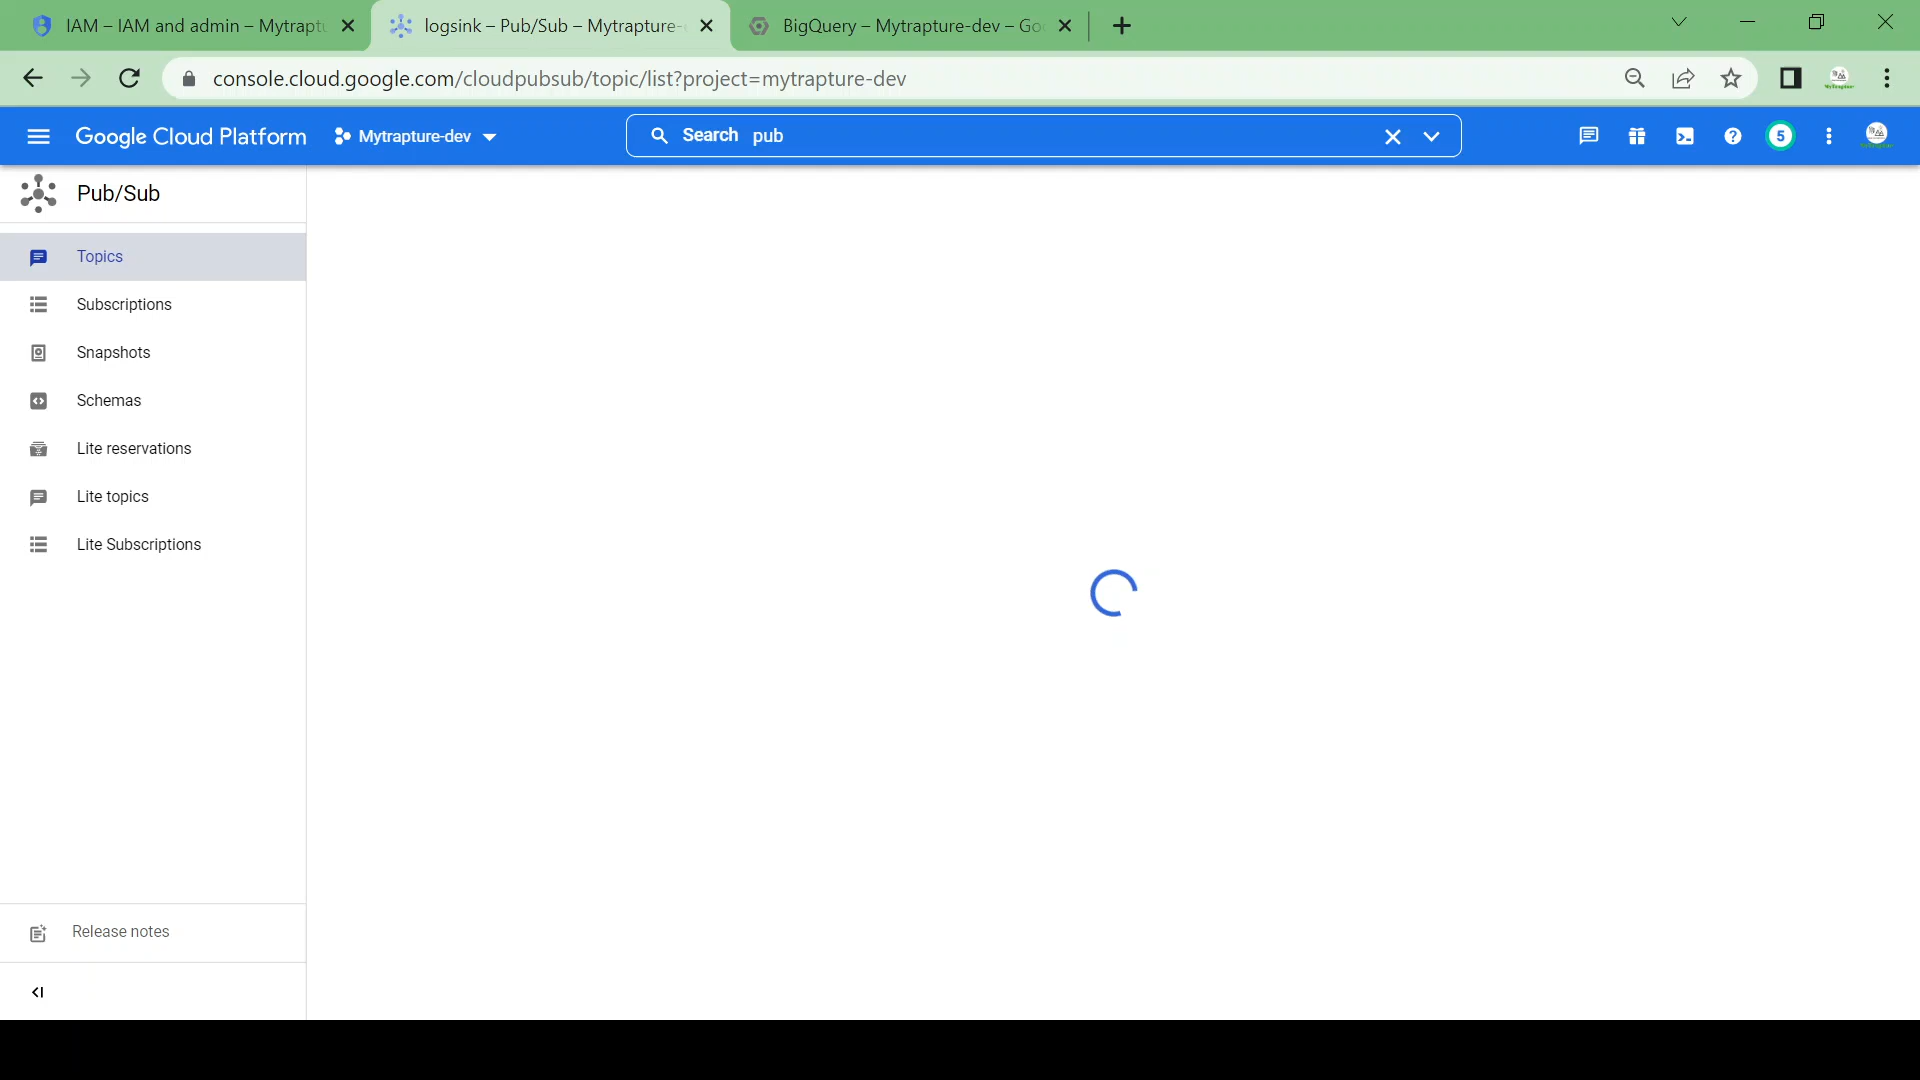 IAM – IAM and admin – Mytraptu
logsink – Pub/Sub – Mytrapture-
BigQuery – Mytrapture-dev – Goo
console.cloud.google.com/cloudpubsub/topic/list?project=mytrapture-dev
Google Cloud Platform
Mytrapture-dev
Search pub
5
Pub/Sub
Topics
Subscriptions
Snapshots
Schemas
Lite reservations
Lite topics
Lite Subscriptions
Release notes